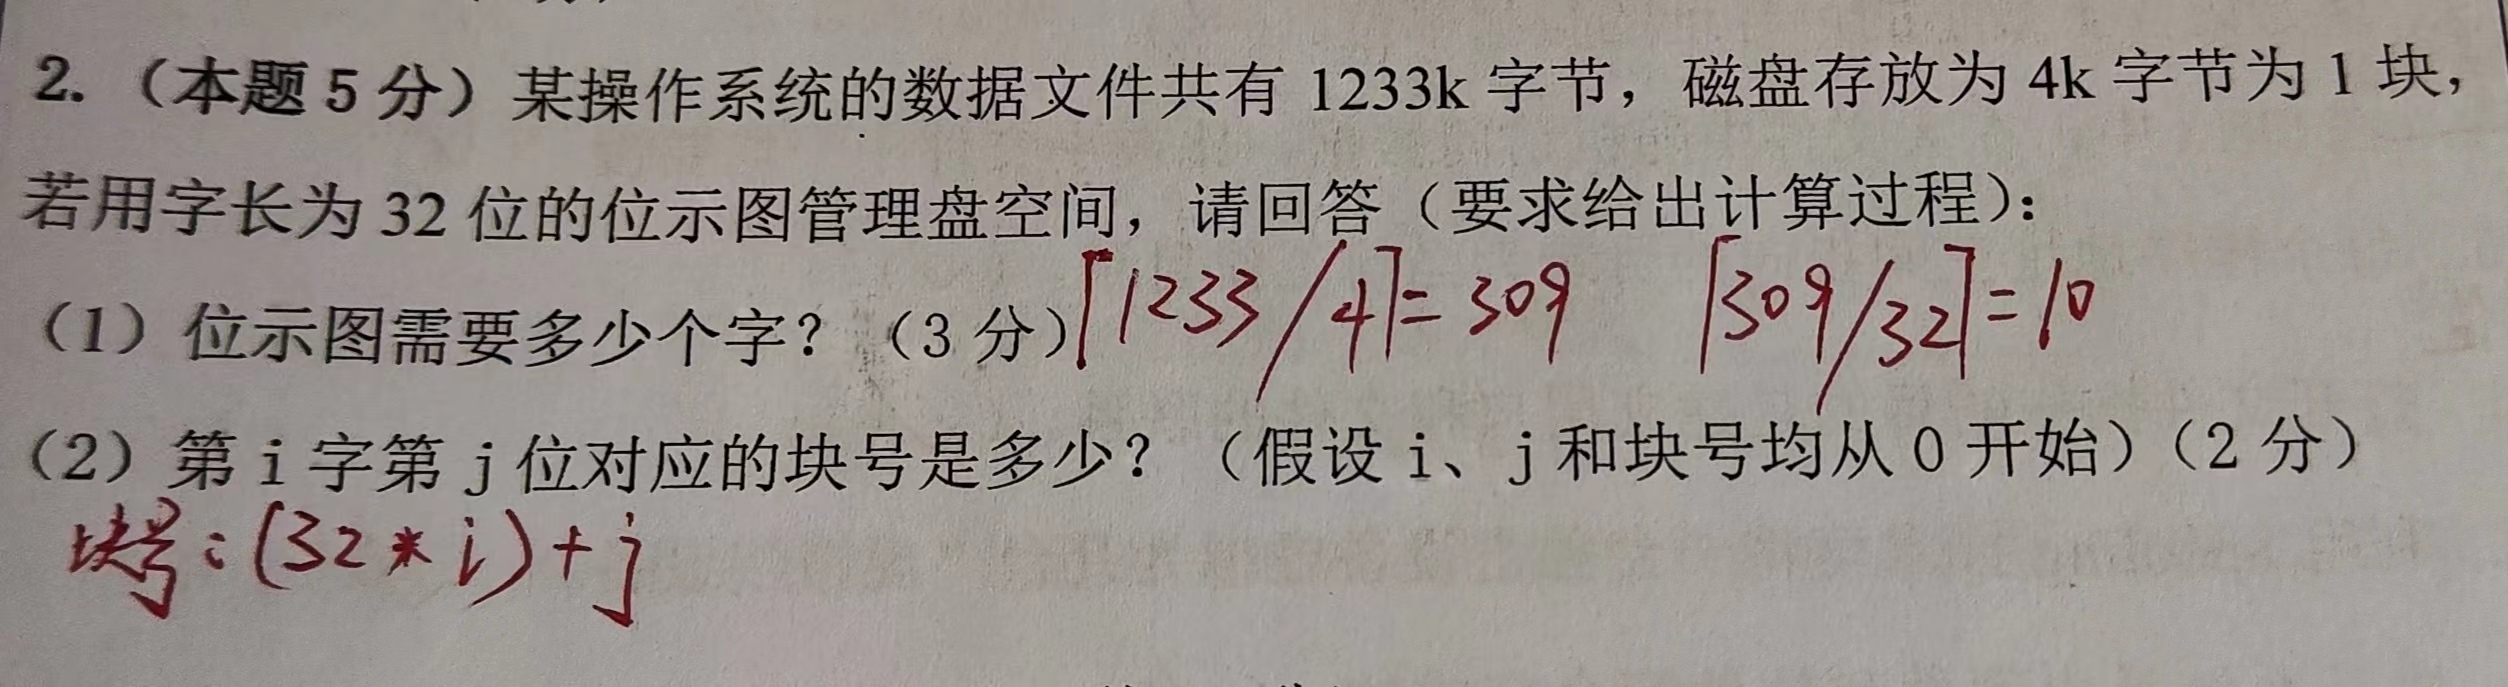 2.（本题 5 分）某操作系统的数据文件共有 1233k 字节，磁盘存放为 4k 字节为 1 块，
若用字长为 32 位的位示图管理盘空间，请回答（要求给出计算过程）：
（1）位示图需要多少个字？（3 分）⌈1233/4⌉=309 ⌈309/32⌉=10
（2）第 i 字第 j 位对应的块号是多少？（假设 i、j 和块号均从 0 开始）（2 分）
块号：(32*i)+j